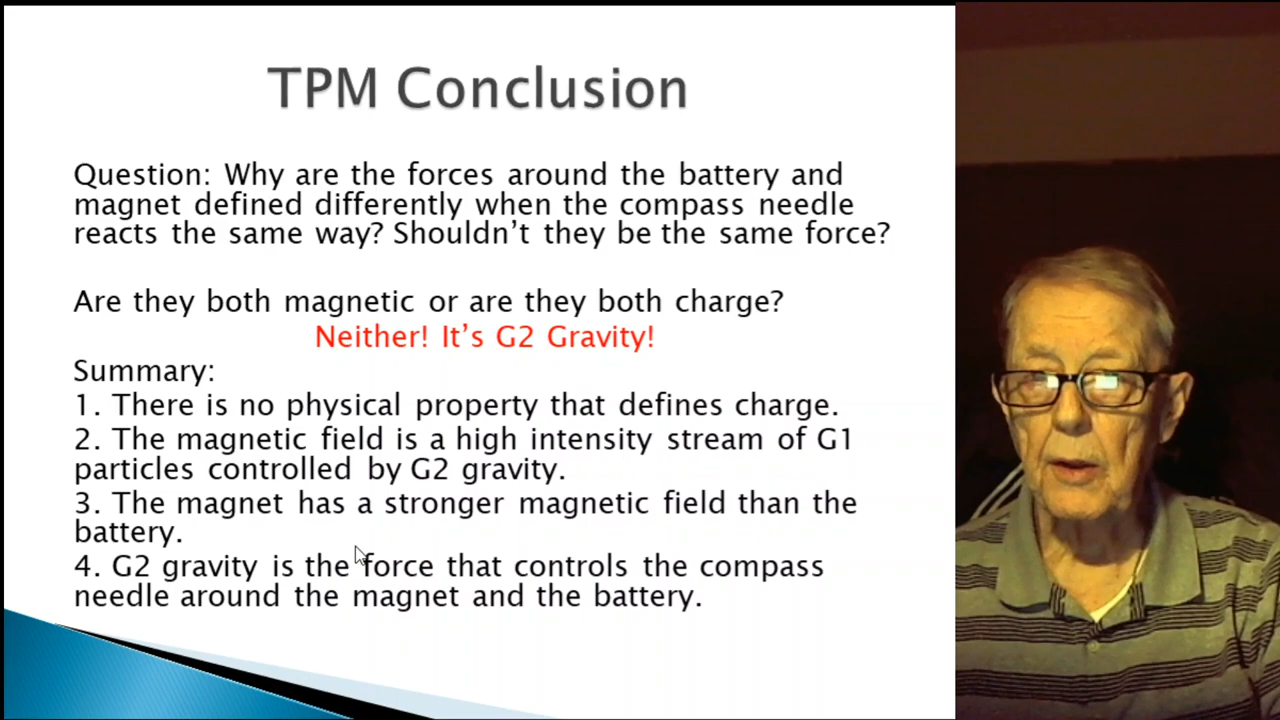 TPM Conclusion
Question: Why are the forces around the battery and
magnet defined differently when the compass needle
reacts the same way? Shouldn't they be the same force?
Are they both magnetic or are they both charge?
Neither! It's G2 Gravity!
Summary:
1. There is no physical property that defines charge.
2. The magnetic field is a high intensity stream of G1
particles controlled by G2 gravity.
3. The magnet has a stronger magnetic field than the
battery.
4. G2 gravity is the force that controls the compass
needle around the magnet and the battery.